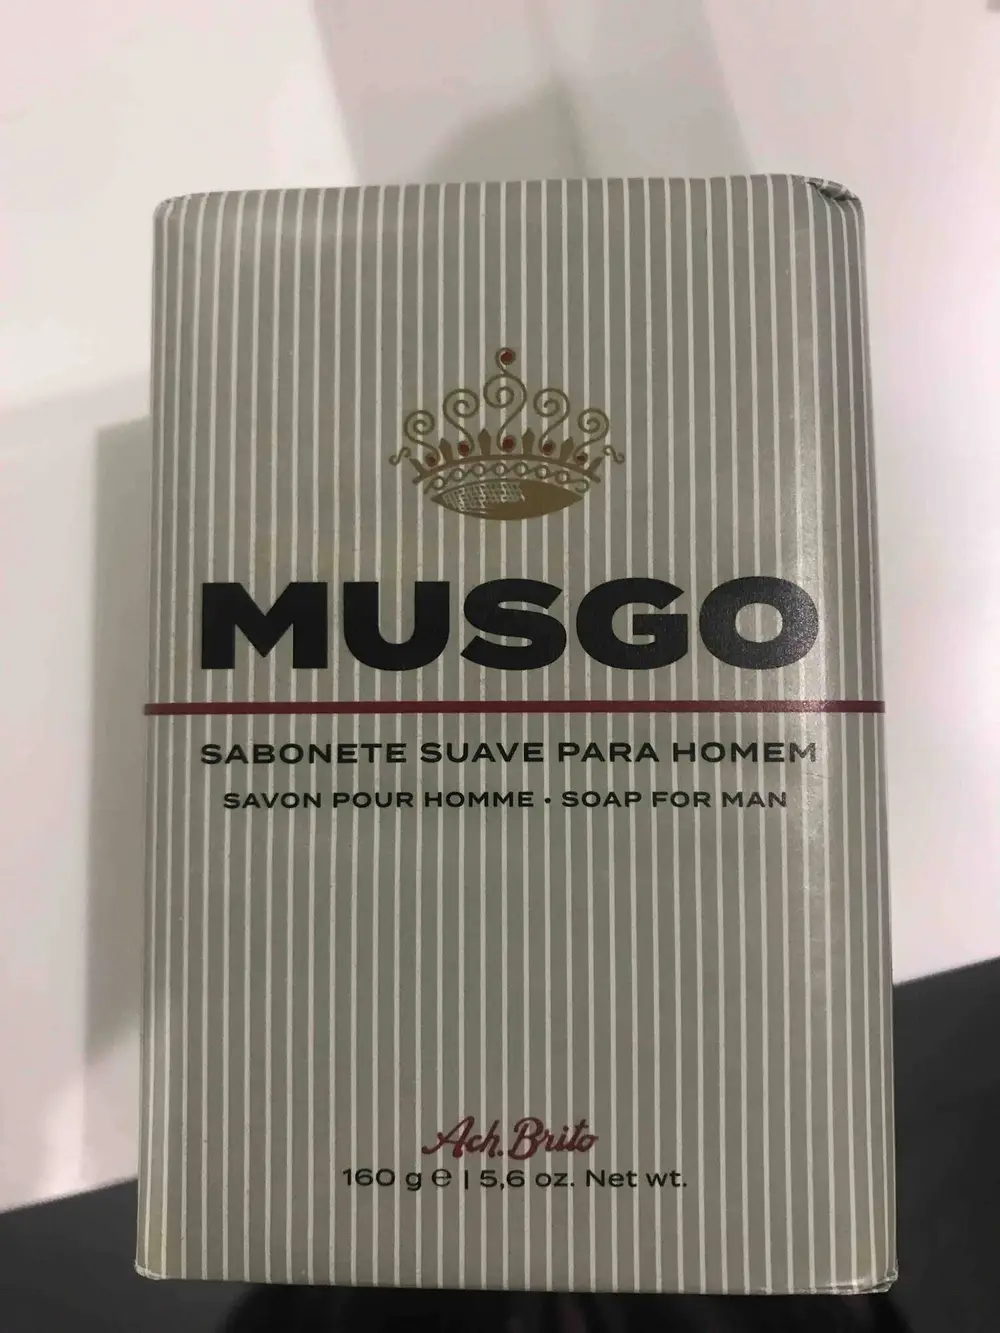 MUSGO
SABONETE SUAVE PARA HOMEM
SAVON POUR HOMME • SOAP FOR MAN
Ach. Brito
160 g ℮ | 5,6 oz. Net wt.